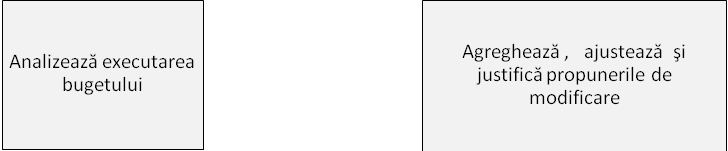 Analizează executarea
bugetului
Agreghează , ajustează şi
justifică propunerile de
modificare